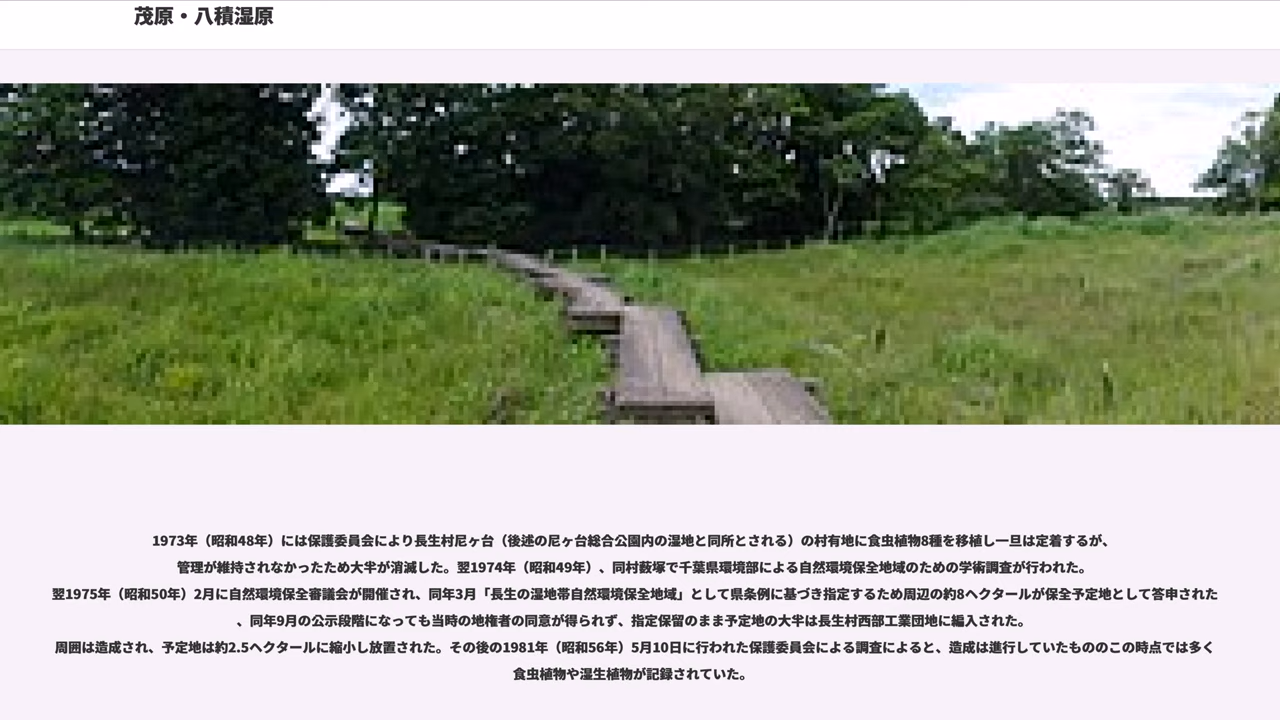 茂原・八積湿原
1973年（昭和48年）には保護委員会により長生村尼ヶ台（後述の尼ヶ台総合公園内の湿地と同所とされる）の村有地に食虫植物8種を移植し一旦は定着するが、
管理が維持されなかったため大半が消滅した。翌1974年（昭和49年）、同村薮塚で千葉県環境部による自然環境保全地域のための学術調査が行われた。
翌1975年（昭和50年）2月に自然環境保全審議会が開催され、同年3月「長生の湿地帯自然環境保全地域」として県条例に基づき指定するため周辺の約8ヘクタールが保全予定地として答申された
、同年9月の公示段階になっても当時の地権者の同意が得られず、指定保留のまま予定地の大半は長生村西部工業団地に編入された。
周囲は造成され、予定地は約2.5ヘクタールに縮小し放置された。その後の1981年（昭和56年）5月10日に行われた保護委員会による調査によると、造成は進行していたもののこの時点では多く
食虫植物や湿生植物が記録されていた。